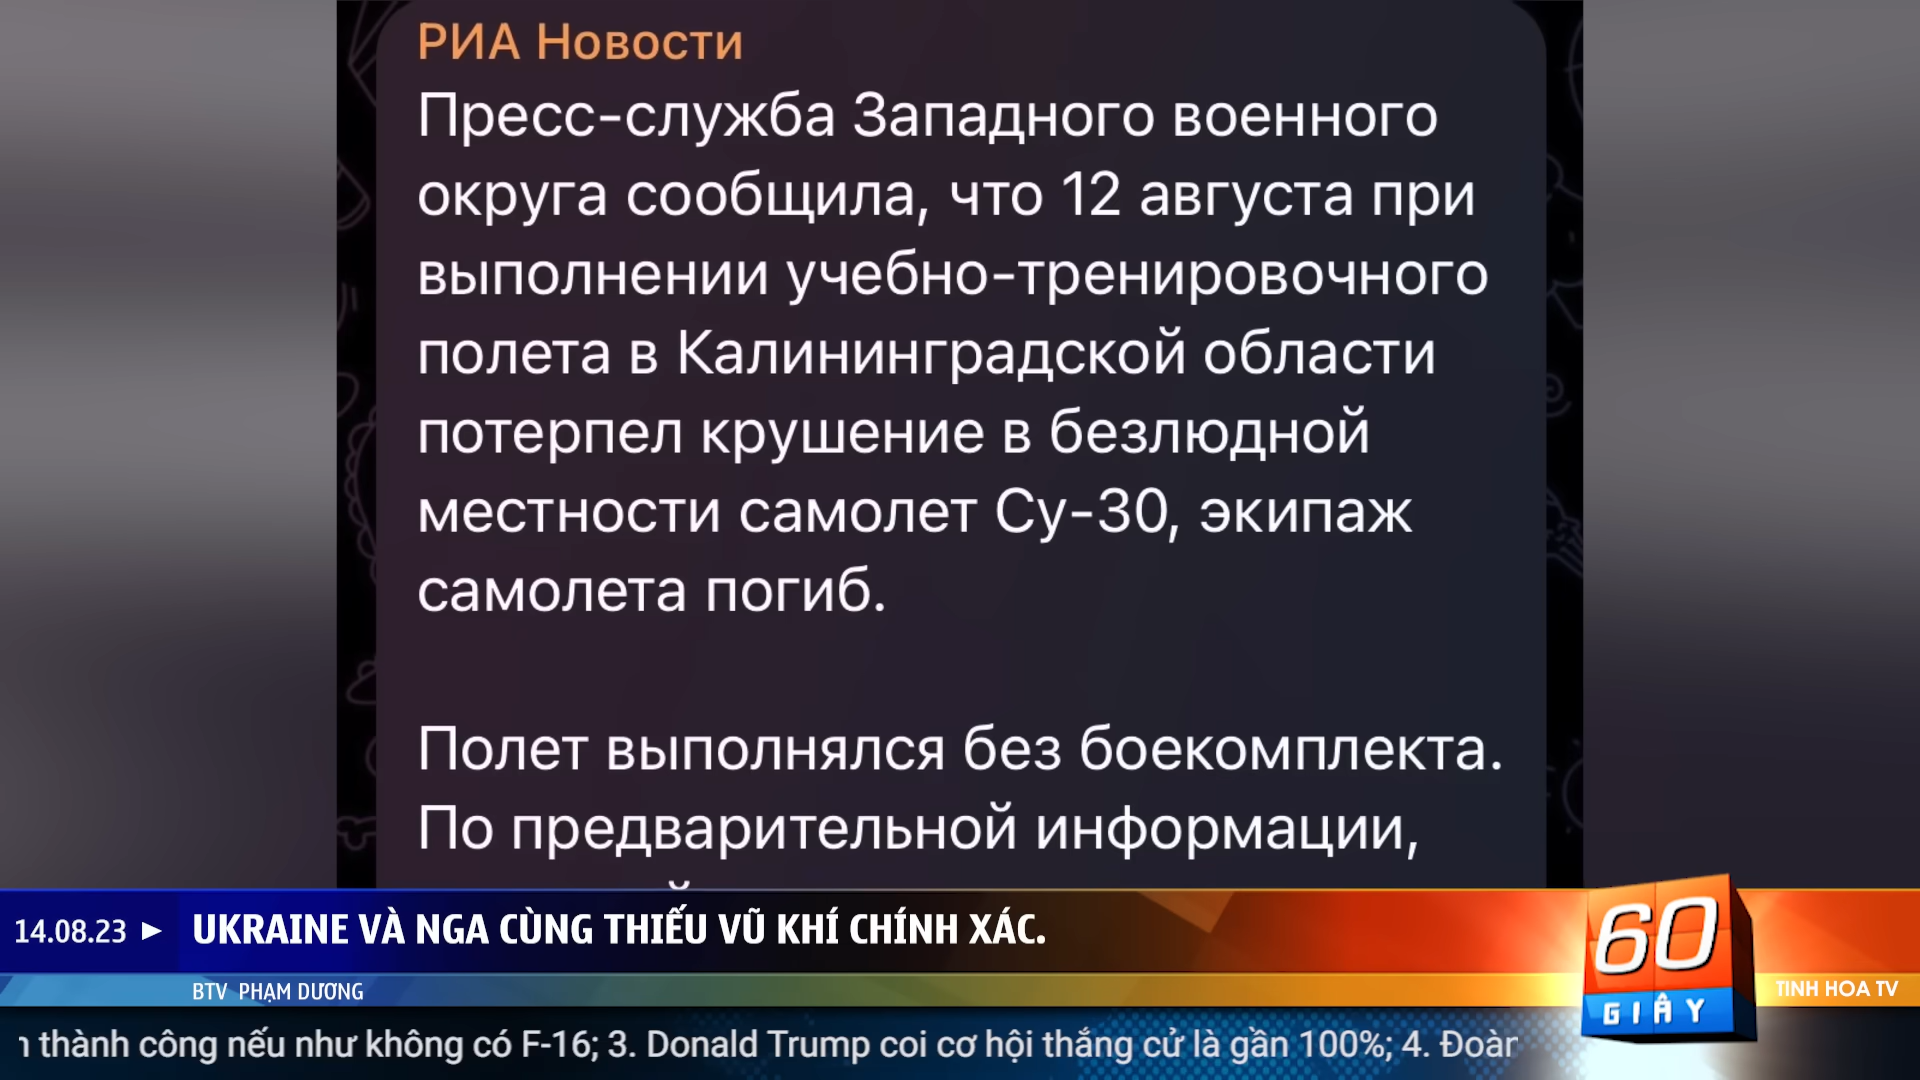 РИА Новости
Пресс-служба Западного военного
округа сообщила, что 12 августа при
выполнении учебно-тренировочного
полета в Калининградской области
потерпел крушение в безлюдной
местности самолет Су-30, экипаж
самолета погиб.
Полет выполнялся без боекомплекта.
По предварительной информации,
14.08.23 ► UKRAINE VÀ NGA CÙNG THIẾU VŨ KHÍ CHÍNH XÁC.
BTV PHẠM DƯƠNG
60
GIÂY
TINH HOA TV
thành công nếu như không có F-16; 3. Donald Trump coi cơ hội thắng cử là gần 100%; 4. Đoàn